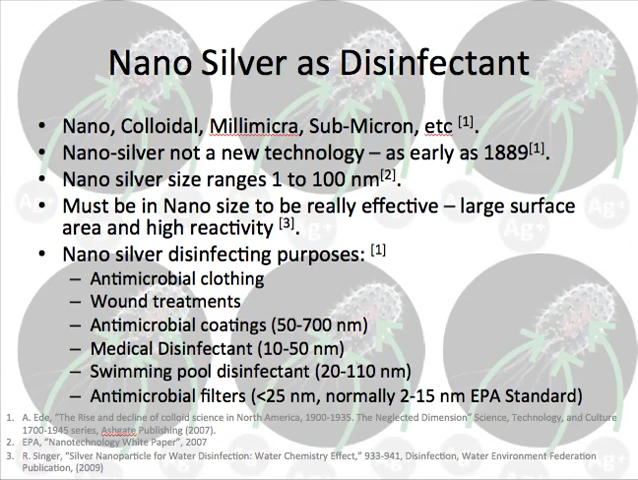 Nano Silver as Disinfectant
• Nano, Colloidal, Millimicra, Sub-Micron, etc [1].
• Nano-silver not a new technology – as early as 1889[1].
• Nano silver size ranges 1 to 100 nm[2].
• Must be in Nano size to be really effective – large surface
area and high reactivity [3].
• Nano silver disinfecting purposes: [1]
– Antimicrobial clothing
– Wound treatments
– Antimicrobial coatings (50-700 nm)
– Medical Disinfectant (10-50 nm)
– Swimming pool disinfectant (20-110 nm)
– Antimicrobial filters (<25 nm, normally 2-15 nm EPA Standard)
1. A. Ede, "The Rise and decline of colloid science in North America, 1900-1935. The Neglected Dimension" Science, Technology, and Culture
1700-1945 series, Ashgate Publishing (2007).
2. EPA, "Nanotechnology White Paper", 2007
3. R. Singer, "Silver Nanoparticle for Water Disinfection: Water Chemistry Effect," 933-941, Disinfection, Water Environment Federation
Publication, (2009)
Ag+
Ag+
Ag+